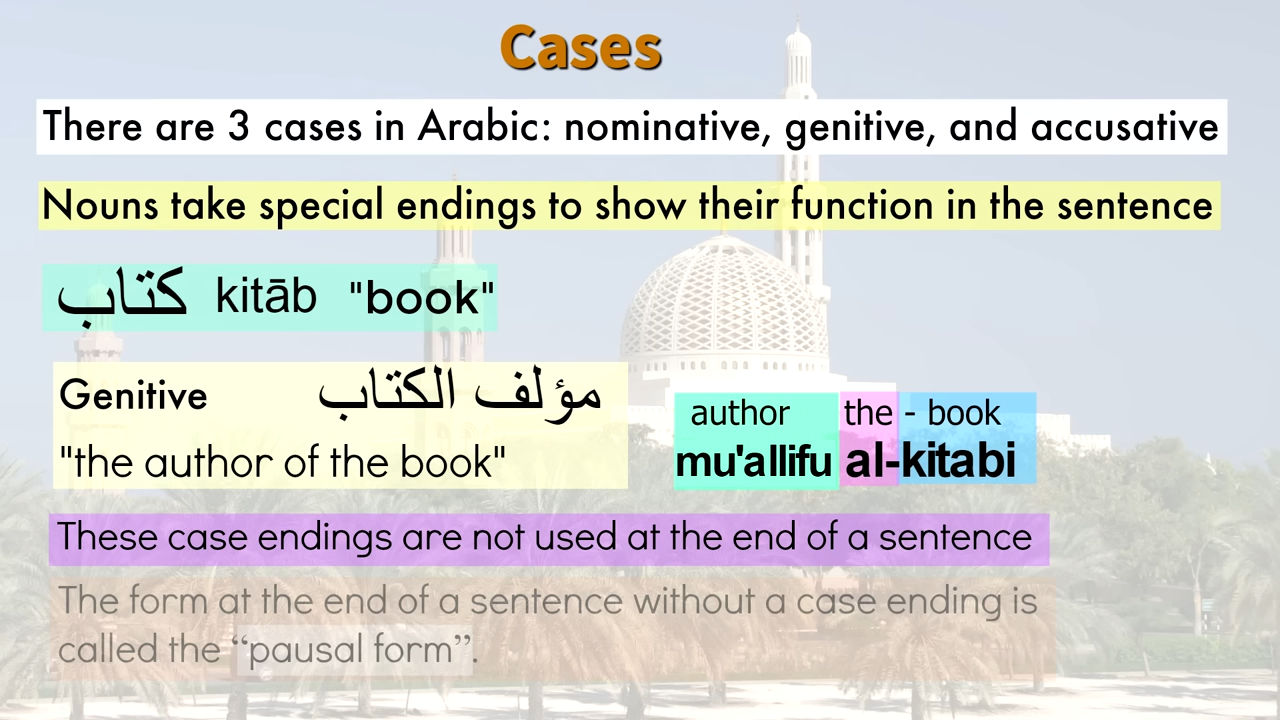 Cases
There are 3 cases in Arabic: nominative, genitive, and accusative
Nouns take special endings to show their function in the sentence
كتاب kitāb "book"
Genitive مؤلف الكتاب
"the author of the book"
author the - book
mu'allifu al-kitabi
These case endings are not used at the end of a sentence
The form at the end of a sentence without a case ending is
called the “pausal form”.